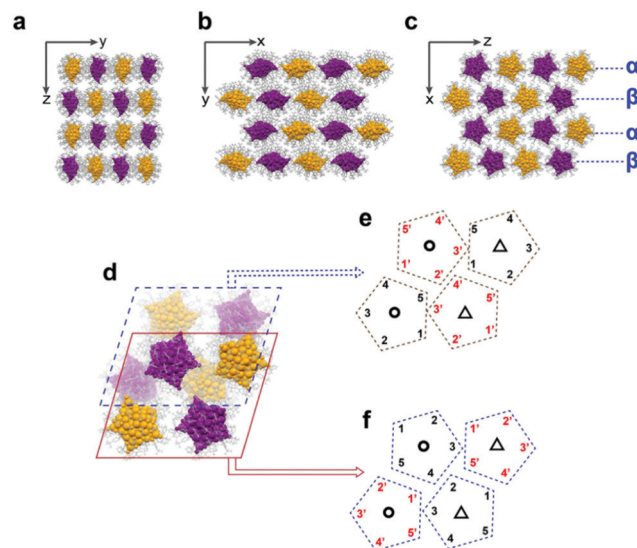 a
y
z
b
x
y
c
z
x
α
β
α
β
d
e
5' 4' 3' 2' 1'
5 4 3 2 1
4 5 3 2 1
4' 5' 3' 2' 1'
f
1 2 3 4 5
1' 2' 3' 4' 5'
2' 1' 3' 4' 5'
2 1 3 4 5